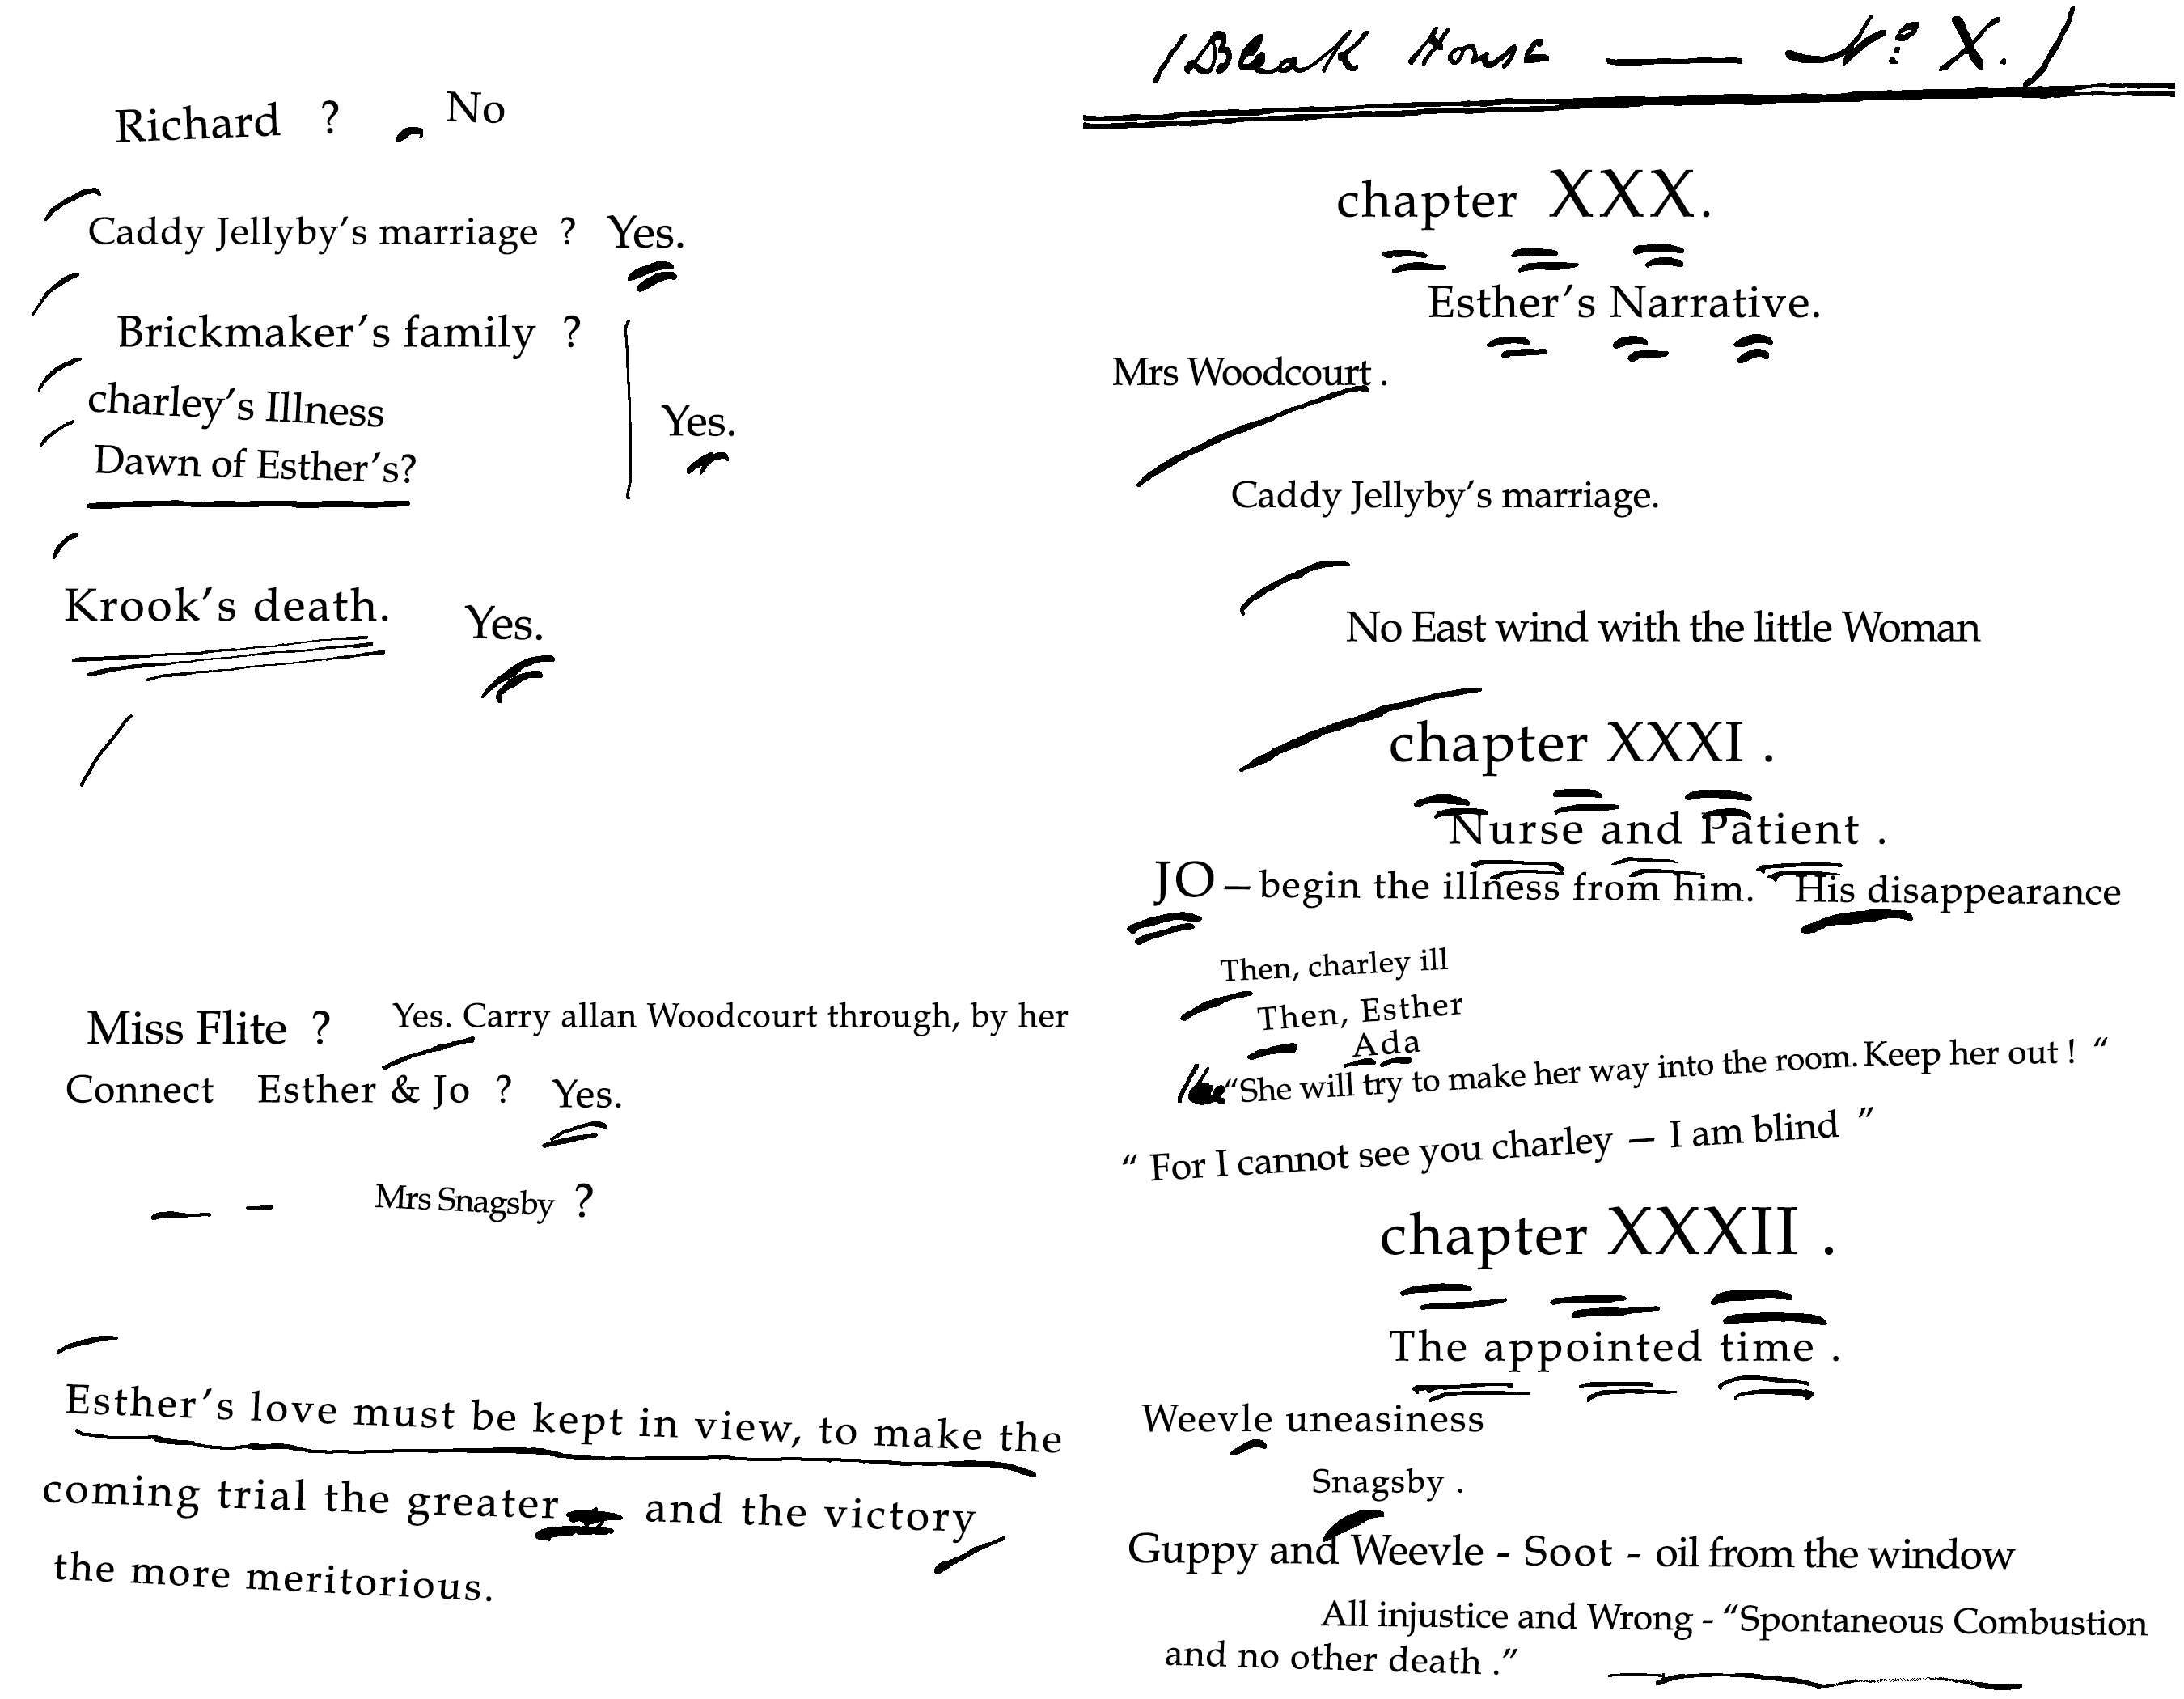 Richard ? No
Caddy Jellyby's marriage ? Yes.
Brickmaker's family ?
charley's Illness
Yes.
Dawn of Esther's?
Krook's death. Yes.
Miss Flite ? Yes. Carry allan Woodcourt through, by her
Connect Esther & Jo ? Yes.
— - Mrs Snagsby ?
Esther's love must be kept in view, to make the
coming trial the greater and the victory
the more meritorious.
/Bleak House — No. X./
chapter XXX.
Esther's Narrative.
Mrs Woodcourt .
Caddy Jellyby's marriage.
No East wind with the little Woman
chapter XXXI .
Nurse and Patient .
JO – begin the illness from him. His disappearance
Then, charley ill
Then, Esther
Ada
"She will try to make her way into the room. Keep her out ! "
" For I cannot see you charley – I am blind "
chapter XXXII .
The appointed time .
Weevle uneasiness
Snagsby .
Guppy and Weevle - Soot - oil from the window
All injustice and Wrong - "Spontaneous Combustion
and no other death ."